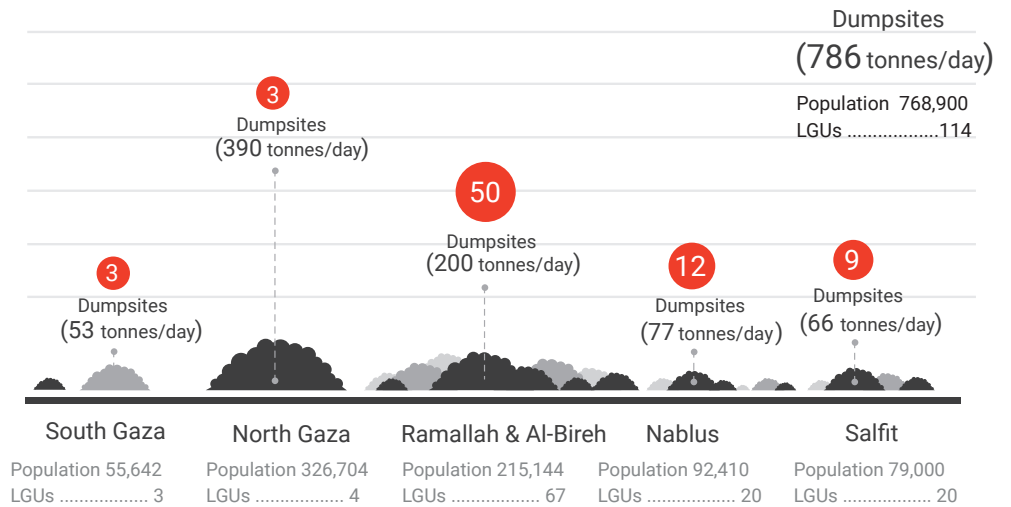 Dumpsites
(786 tonnes/day)
Population 768,900
LGUs ..................114
3
Dumpsites
(390 tonnes/day)
50
Dumpsites
(200 tonnes/day)
3
Dumpsites
(53 tonnes/day)
12
Dumpsites
(77 tonnes/day)
9
Dumpsites
(66 tonnes/day)
South Gaza
Population 55,642
LGUs .................. 3
North Gaza
Population 326,704
LGUs .................. 4
Ramallah & Al-Bireh
Population 215,144
LGUs .................. 67
Nablus
Population 92,410
LGUs .................. 20
Salfit
Population 79,000
LGUs .................. 20